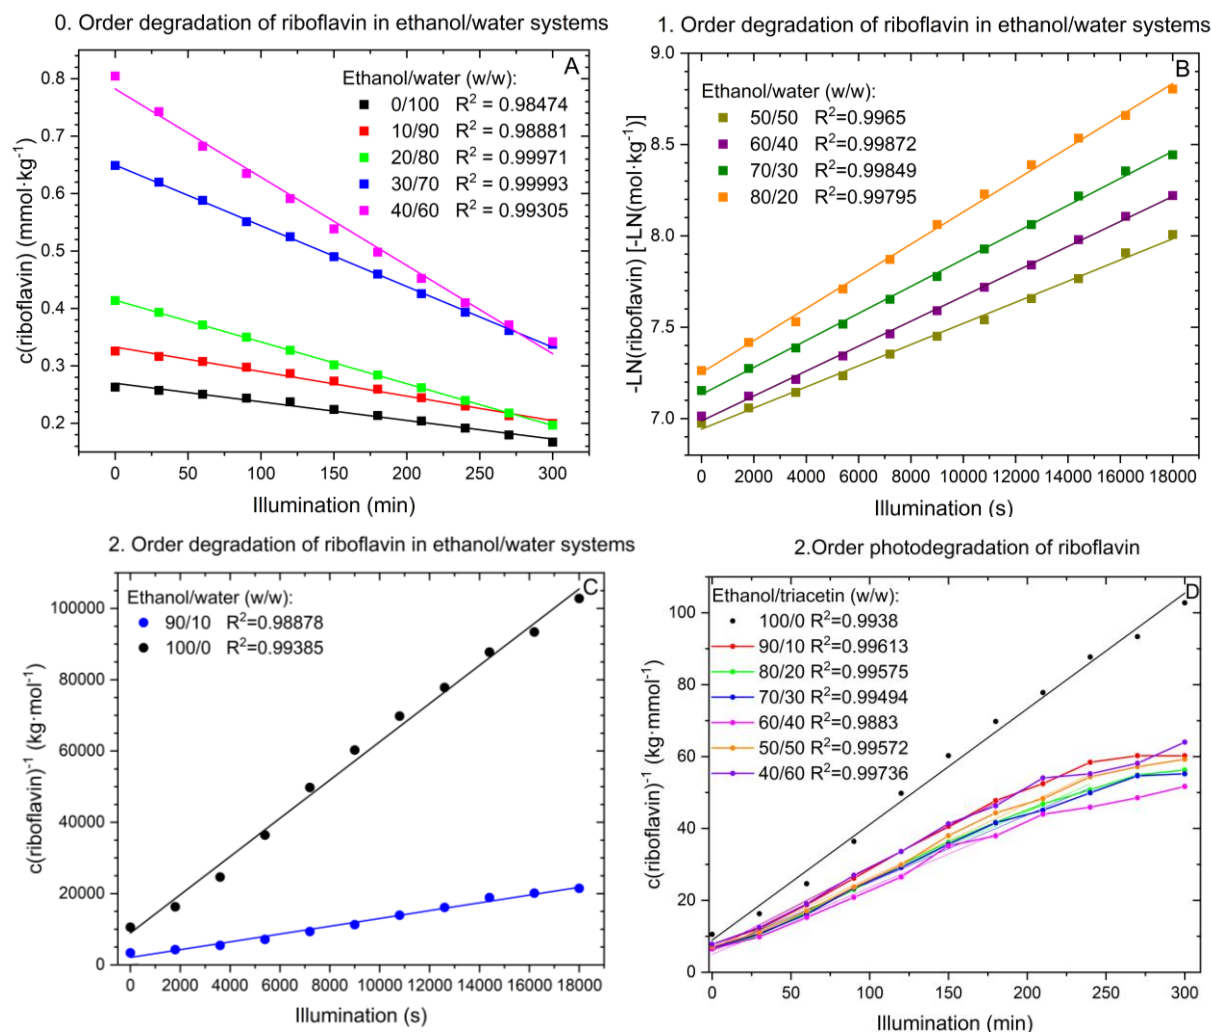 0. Order degradation of riboflavin in ethanol/water systems
A
Ethanol/water (w/w):
0/100 R² = 0.98474
10/90 R² = 0.98881
20/80 R² = 0.99971
30/70 R² = 0.99993
40/60 R² = 0.99305
c(riboflavin) (mmol·kg⁻¹)
0.8
0.7
0.6
0.5
0.4
0.3
0.2
0 50 100 150 200 250 300
Illumination (min)
1. Order degradation of riboflavin in ethanol/water systems
B
Ethanol/water (w/w):
50/50 R²=0.9965
60/40 R²=0.99872
70/30 R²=0.99849
80/20 R²=0.99795
-LN(riboflavin) [-LN(mol·kg⁻¹)]
9.0
8.5
8.0
7.5
7.0
0 2000 4000 6000 8000 10000 12000 14000 16000 18000
Illumination (s)
2. Order degradation of riboflavin in ethanol/water systems
C
Ethanol/water (w/w):
90/10 R²=0.98878
100/0 R²=0.99385
c(riboflavin)⁻¹ (kg·mol⁻¹)
100000
80000
60000
40000
20000
0
0 2000 4000 6000 8000 10000 12000 14000 16000 18000
Illumination (s)
2.Order photodegradation of riboflavin
D
Ethanol/triacetin (w/w):
100/0 R²=0.9938
90/10 R²=0.99613
80/20 R²=0.99575
70/30 R²=0.99494
60/40 R²=0.9883
50/50 R²=0.99572
40/60 R²=0.99736
c(riboflavin)⁻¹ (kg·mmol⁻¹)
100
80
60
40
20
0
0 50 100 150 200 250 300
Illumination (min)